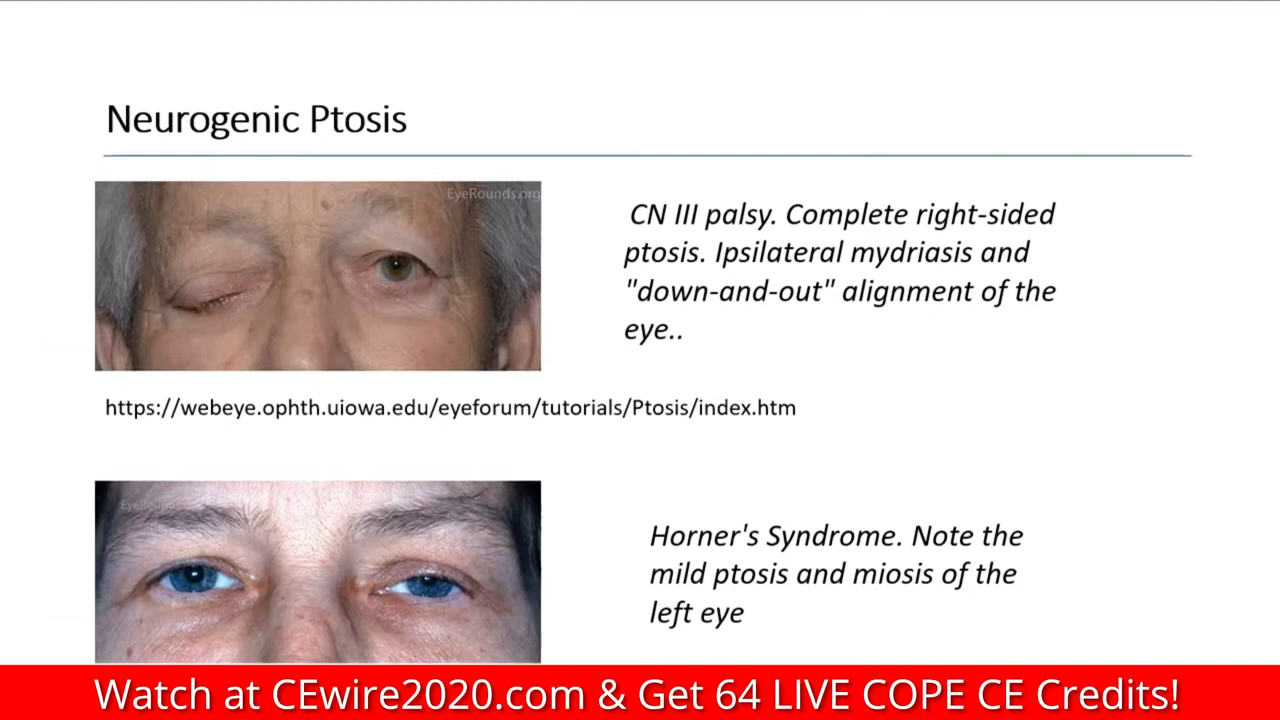 Neurogenic Ptosis
EyeRounds.org
CN III palsy. Complete right-sided
ptosis. Ipsilateral mydriasis and
"down-and-out" alignment of the
eye..
https://webeye.ophth.uiowa.edu/eyeforum/tutorials/Ptosis/index.htm
Horner's Syndrome. Note the
mild ptosis and miosis of the
left eye
Watch at CEwire2020.com & Get 64 LIVE COPE CE Credits!